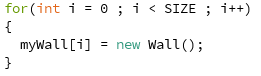 for(int i = 0 ; i < SIZE ; i++)
{
  myWall[i] = new Wall();
}